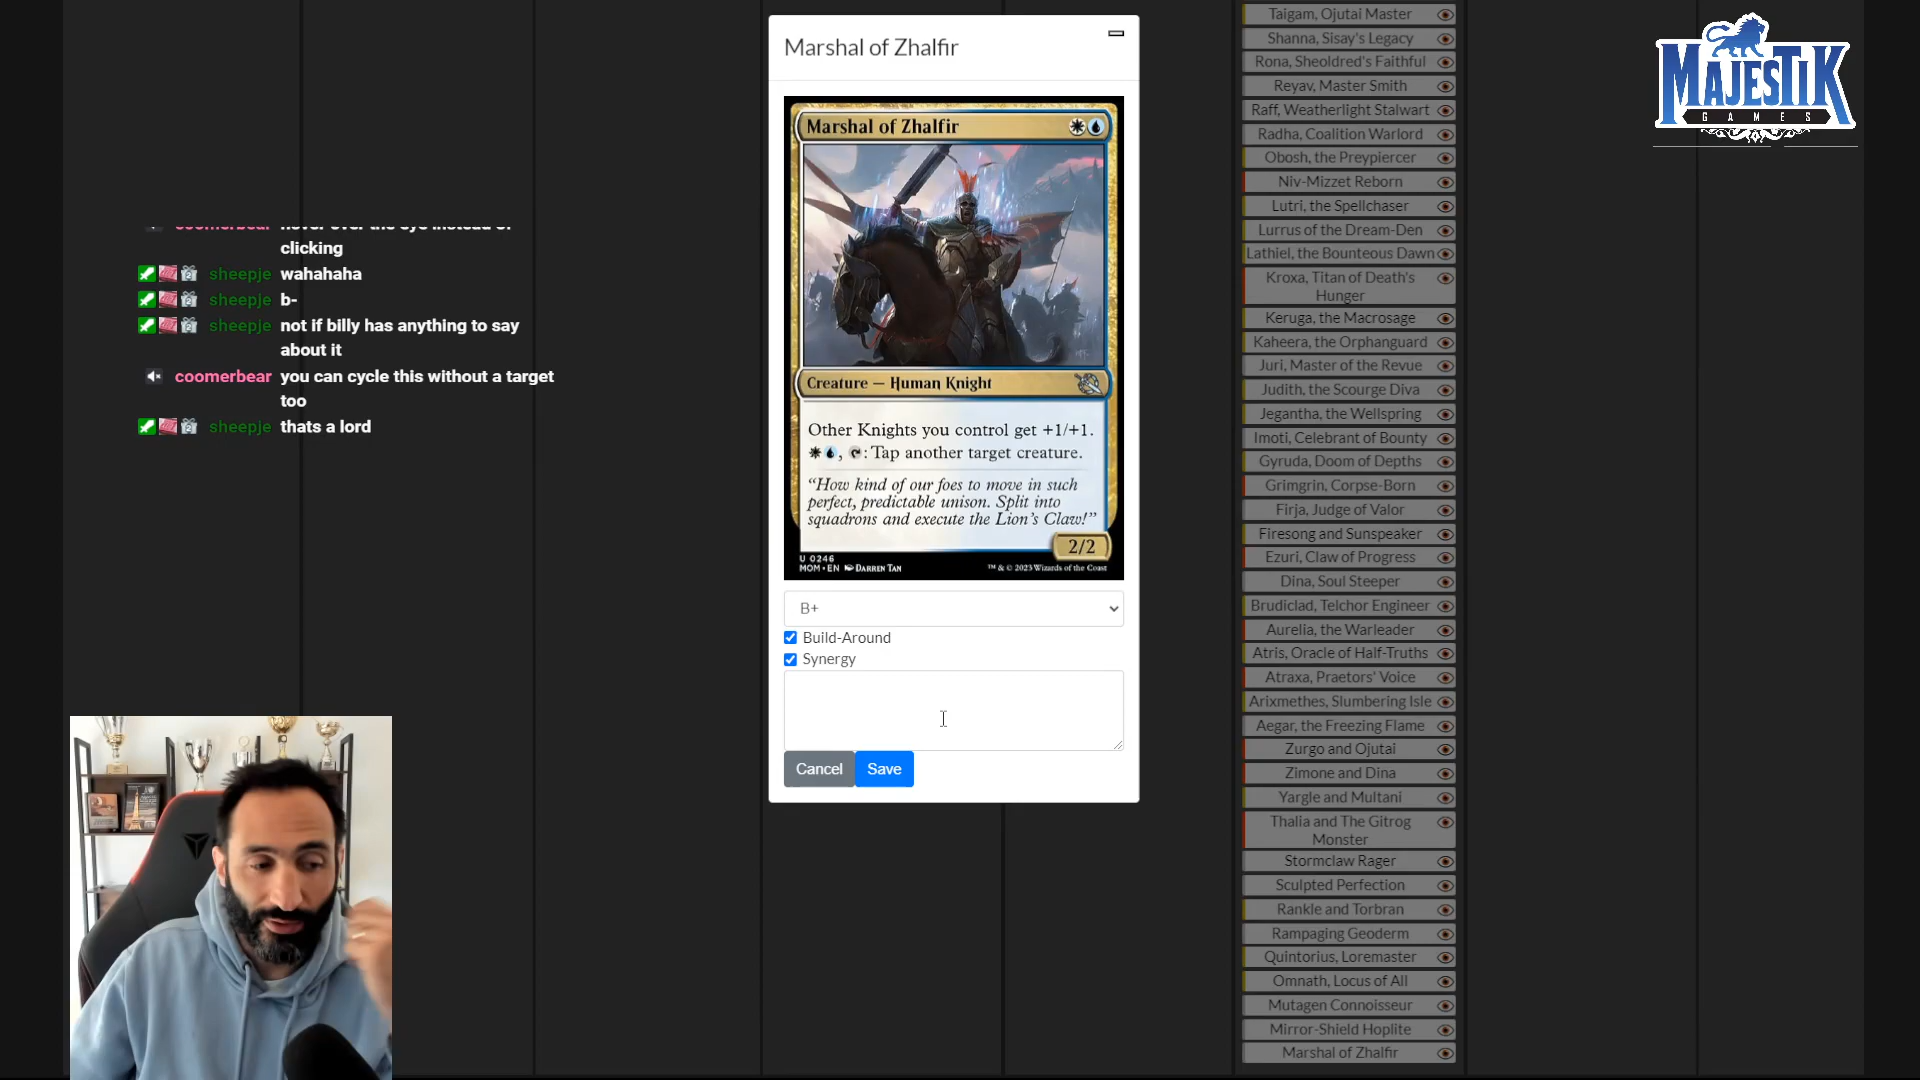 Marshal of Zhalfir
Marshal of Zhalfir
Creature — Human Knight
Other Knights you control get +1/+1.
: Tap another target creature.
“How kind of our foes to move in such
perfect, predictable unison. Split into
squadrons and execute the Lion’s Claw!”
2/2
U 0246
MOM • EN DARREN TAN
™ & © 2023 Wizards of the Coast
B+
Build-Around
Synergy
Cancel
Save
coomerbear hover over the eye instead of
clicking
sheepje wahahaha
sheepje b-
sheepje not if billy has anything to say
about it
coomerbear you can cycle this without a target
too
sheepje thats a lord
Taigam, Ojutai Master
Shanna, Sisay's Legacy
Rona, Sheoldred's Faithful
Reyav, Master Smith
Raff, Weatherlight Stalwart
Radha, Coalition Warlord
Obosh, the Preypiercer
Niv-Mizzet Reborn
Lutri, the Spellchaser
Lurrus of the Dream-Den
Lathiel, the Bounteous Dawn
Kroxa, Titan of Death's
Hunger
Keruga, the Macrosage
Kaheera, the Orphanguard
Juri, Master of the Revue
Judith, the Scourge Diva
Jegantha, the Wellspring
Imoti, Celebrant of Bounty
Gyruda, Doom of Depths
Grimgrin, Corpse-Born
Firja, Judge of Valor
Firesong and Sunspeaker
Ezuri, Claw of Progress
Dina, Soul Steeper
Brudiclad, Telchor Engineer
Aurelia, the Warleader
Atris, Oracle of Half-Truths
Atraxa, Praetors' Voice
Arixmethes, Slumbering Isle
Aegar, the Freezing Flame
Zurgo and Ojutai
Zimone and Dina
Yargle and Multani
Thalia and The Gitrog
Monster
Stormclaw Rager
Sculpted Perfection
Rankle and Torbran
Rampaging Geoderm
Quintorius, Loremaster
Omnath, Locus of All
Mutagen Connoisseur
Mirror-Shield Hoplite
Marshal of Zhalfir
MAJESTIK
GAMES